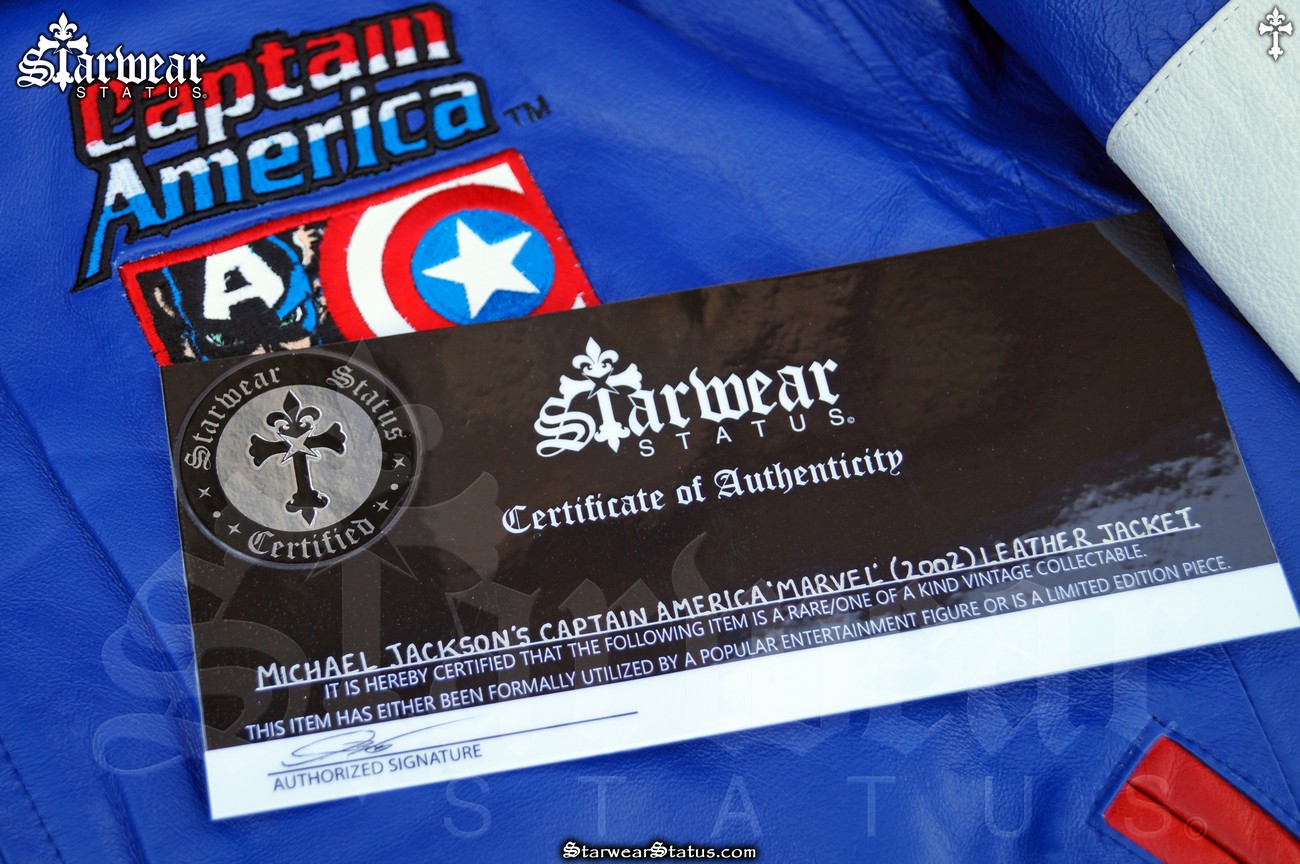 Starwear
STATUS®
Captain
America™
A
Starwear Status
Certified
Starwear
STATUS©
Certificate of Authenticity
MICHAEL JACKSON'S CAPTAIN AMERICA 'MARVEL' (2002) LEATHER JACKET.
IT IS HEREBY CERTIFIED THAT THE FOLLOWING ITEM IS A RARE/ONE OF A KIND VINTAGE COLLECTABLE.
THIS ITEM HAS EITHER BEEN FORMALLY UTILIZED BY A POPULAR ENTERTAINMENT FIGURE OR IS A LIMITED EDITION PIECE.
AUTHORIZED SIGNATURE
Starwear
STATUS©
StarwearStatus.com